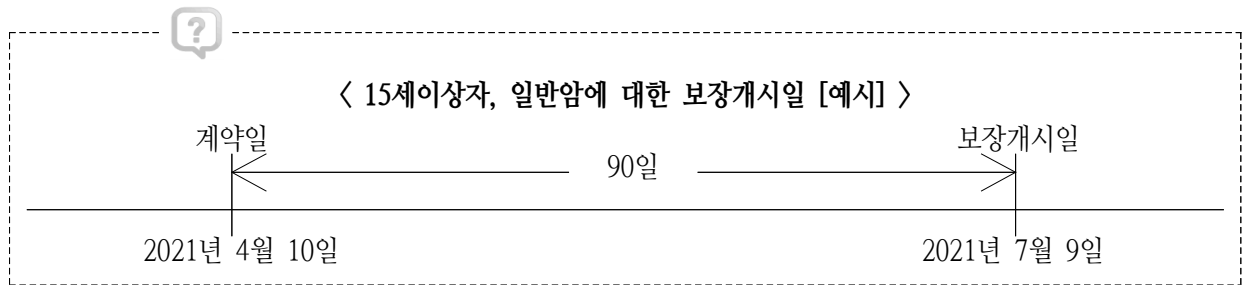 ?
〈 15세이상자, 일반암에 대한 보장개시일 [예시] 〉
계약일 보장개시일
90일
2021년 4월 10일 2021년 7월 9일